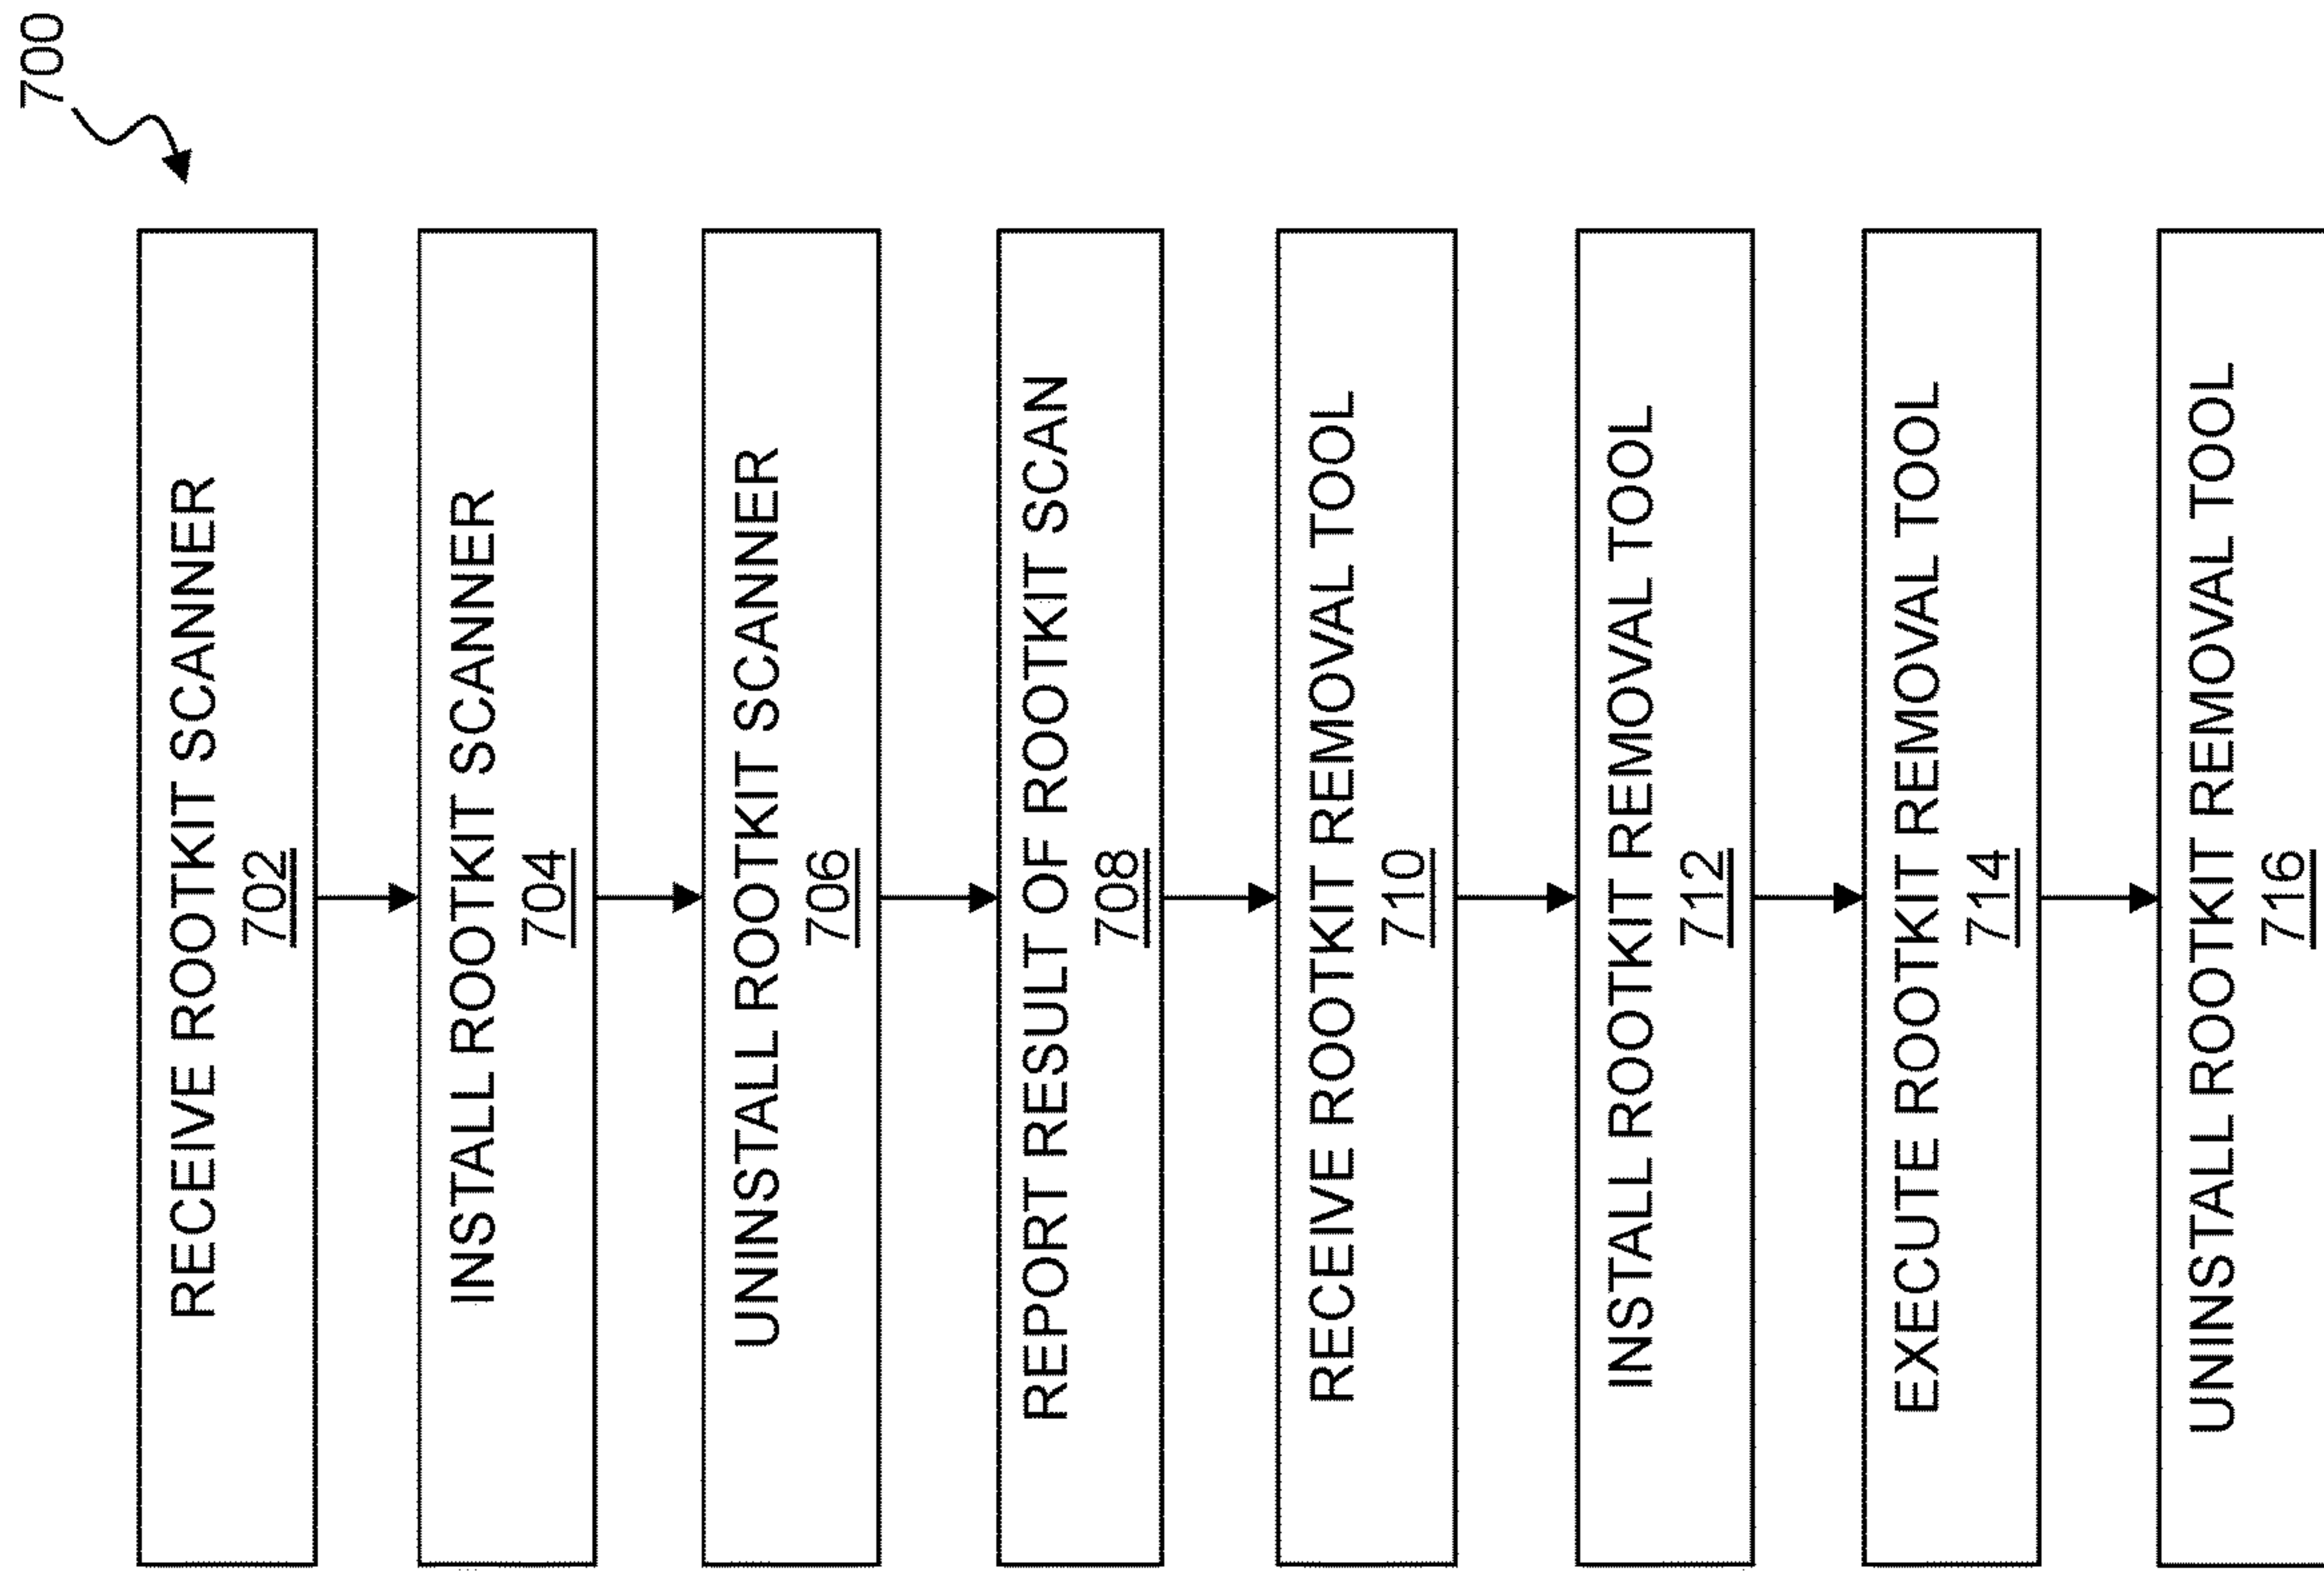 700
RECEIVE ROOTKIT SCANNER
702
INSTALL ROOTKIT SCANNER
704
UNINSTALL ROOTKIT SCANNER
706
REPORT RESULT OF ROOTKIT SCAN
708
RECEIVE ROOTKIT REMOVAL TOOL
710
INSTALL ROOTKIT REMOVAL TOOL
712
EXECUTE ROOTKIT REMOVAL TOOL
714
UNINSTALL ROOTKIT REMOVAL TOOL
716